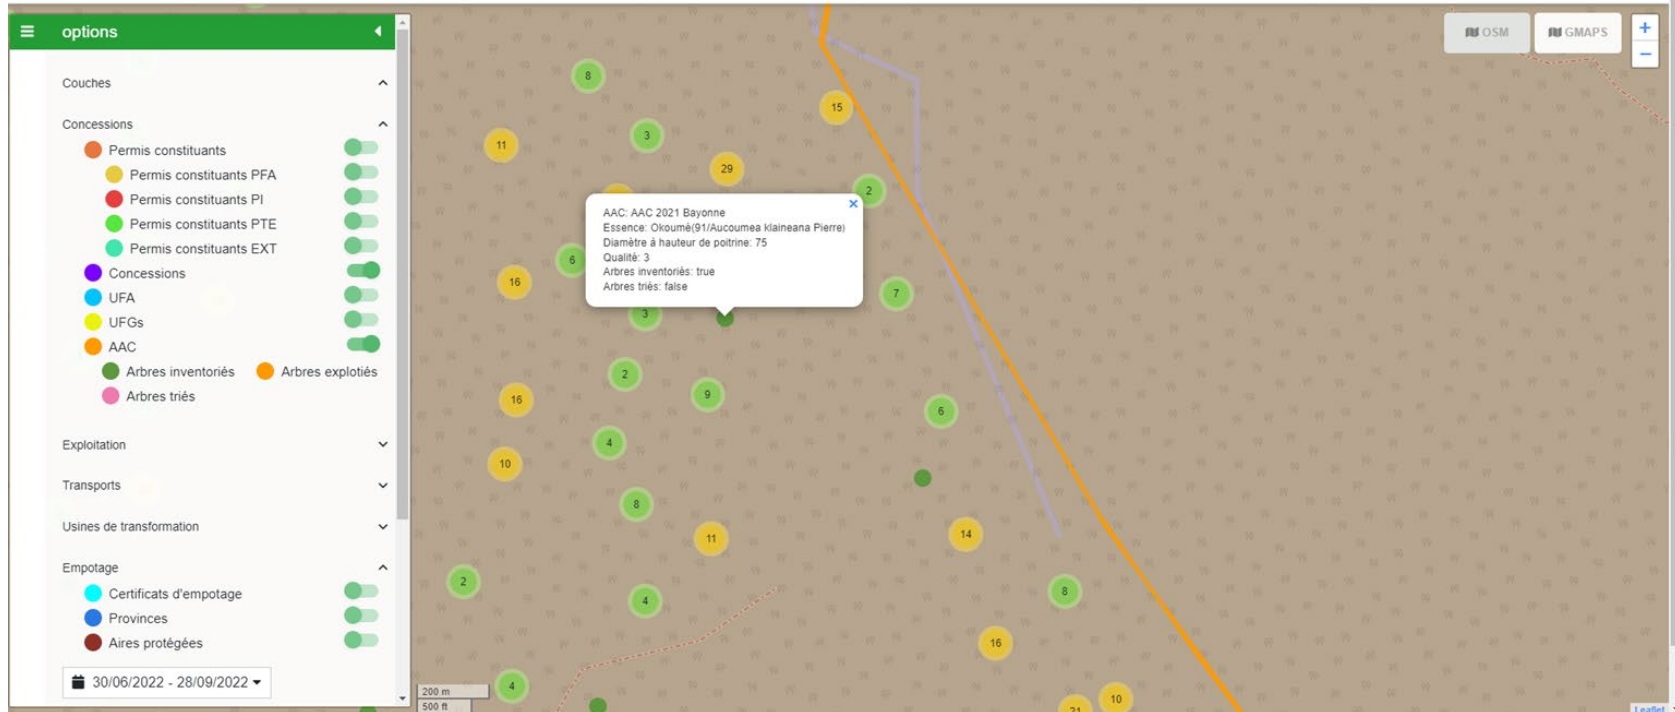 options
Couches
Concessions
Permis constituants
Permis constituants PFA
Permis constituants PI
Permis constituants PTE
Permis constituants EXT
Concessions
UFA
UFGs
AAC
Arbres inventoriés
Arbres explotiés
Arbres triés
Exploitation
Transports
Usines de transformation
Empotage
Certificats d'empotage
Provinces
Aires protégées
30/06/2022 - 28/09/2022
OSM
GMAPS
+
−
8
15
3
11
29
2
×
AAC: AAC 2021 Bayonne
Essence: Okoumé(91/Aucoumea klaineana Pierre)
Diamètre á hauteur de poitrine: 75
Qualité: 3
Arbres inventoriés: true
Arbres triés: false
6
16
7
3
2
9
16
6
4
10
8
11
14
2
4
8
16
4
10
21
200 m
500 ft
Leaflet